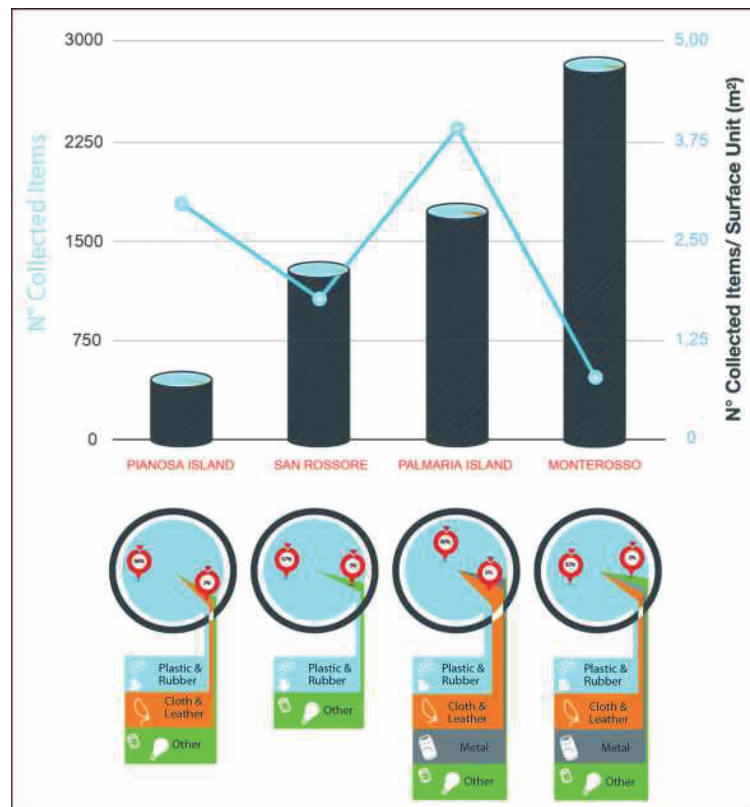 3000
2250
1500
750
0
N° Collected Items
5,00
3,75
2,50
1,25
0
N° Collected Items/ Surface Unit (m²)
PIANOSA ISLAND
SAN ROSSORE
PALMARIA ISLAND
MONTEROSSO
Plastic &
Rubber
Cloth &
Leather
Other
Plastic &
Rubber
Other
Plastic &
Rubber
Cloth &
Leather
Metal
Other
Plastic &
Rubber
Cloth &
Leather
Metal
Other